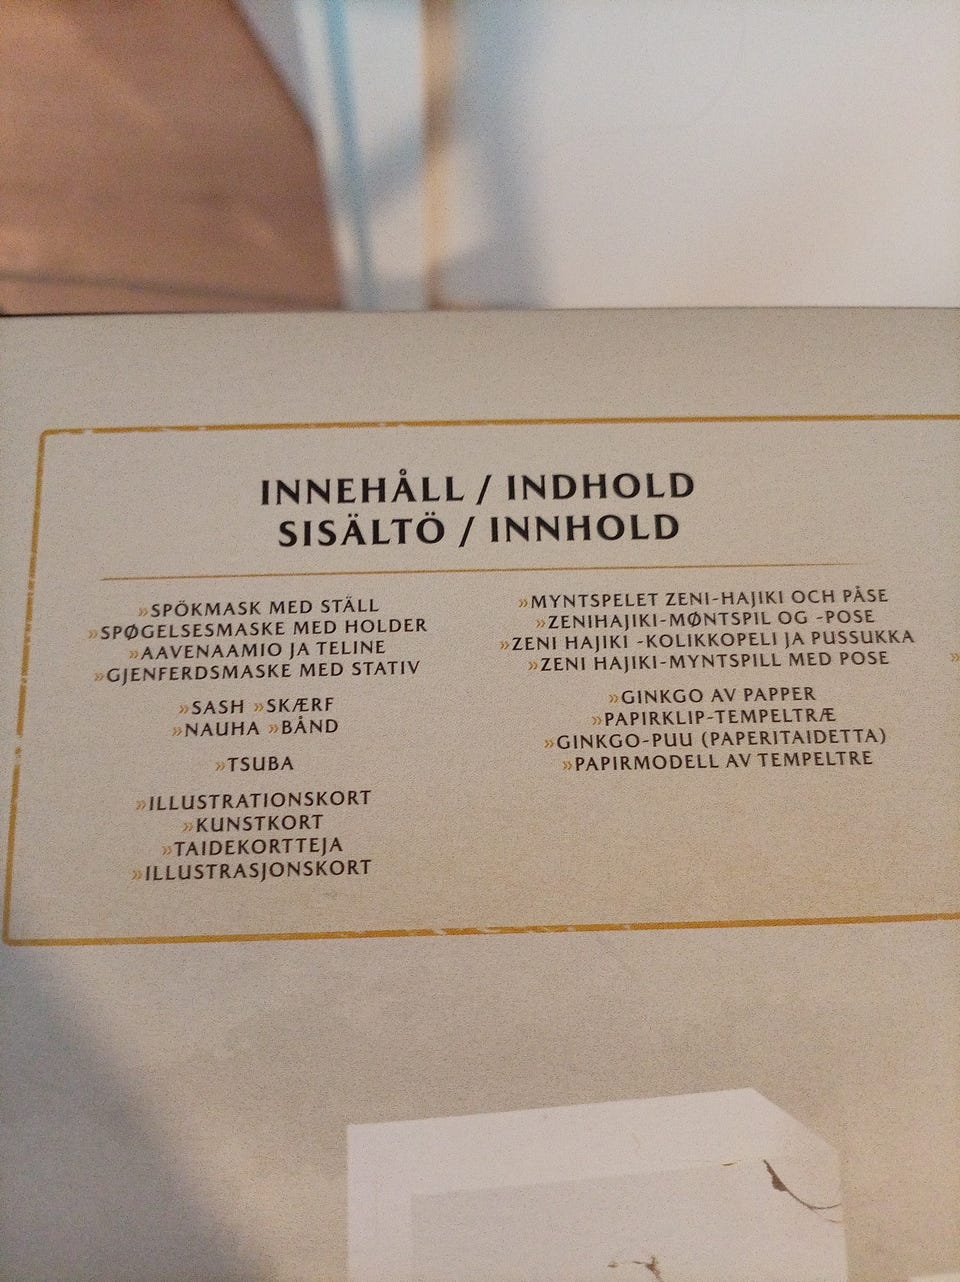 INNEHÅLL / INDHOLD
SISÄLTÖ / INNHOLD
»SPÖKMASK MED STÄLL
»SPØGELSESMASKE MED HOLDER
»AAVENAAMIO JA TELINE
»GJENFERDSMASKE MED STATIV
»SASH »SKÆRF
»NAUHA »BÅND
»TSUBA
»ILLUSTRATIONSKORT
»KUNSTKORT
»TAIDEKORTTEJA
»ILLUSTRASJONSKORT
»MYNTSPELET ZENI-HAJIKI OCH PÅSE
»ZENIHAJIKI-MØNTSPIL OG -POSE
»ZENI HAJIKI -KOLIKKOPELI JA PUSSUKKA
»ZENI HAJIKI-MYNTSPILL MED POSE
»GINKGO AV PAPPER
»PAPIRKLIP-TEMPELTRÆ
»GINKGO-PUU (PAPERITAIDETTA)
»PAPIRMODELL AV TEMPELTRE
»